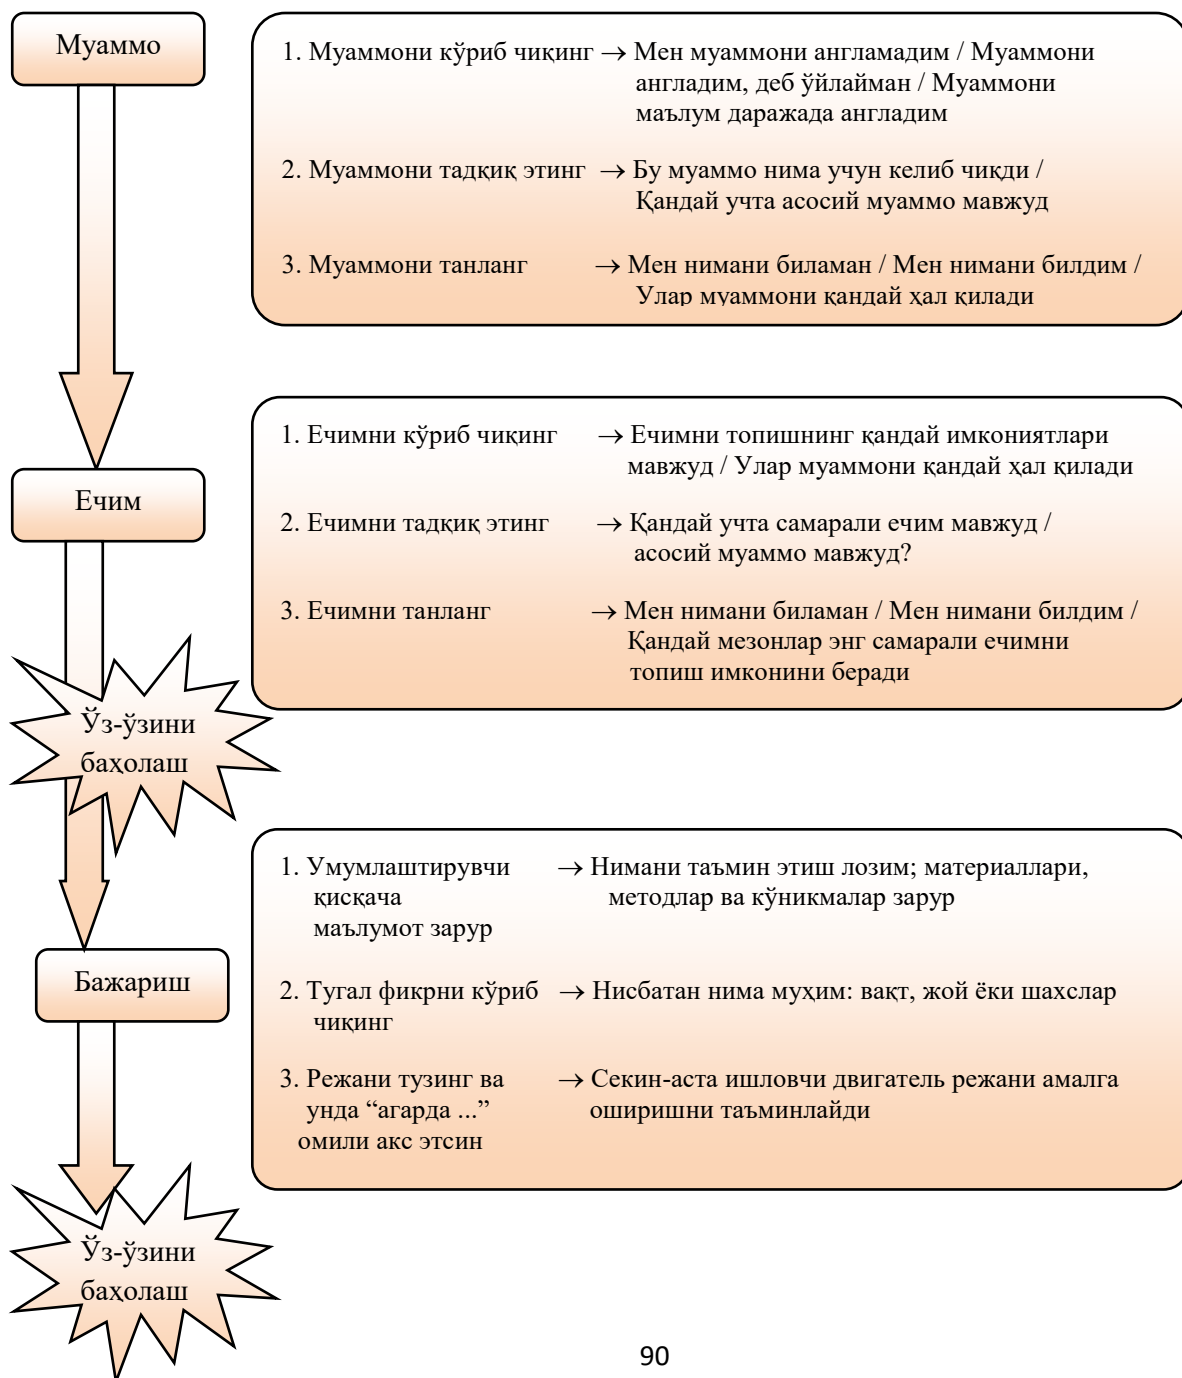 Муаммо
1. Муаммони кўриб чиқинг → Мен муаммони англамадим / Муаммони
англадим, деб ўйлайман / Муаммони
маълум даражада англадим
2. Муаммони тадқиқ этинг → Бу муаммо нима учун келиб чиқди /
Қандай учта асосий муаммо мавжуд
3. Муаммони танланг → Мен нимани биламан / Мен нимани билдим /
Улар муаммони қандай ҳал қилади
Ечим
1. Ечимни кўриб чиқинг → Ечимни топишнинг қандай имкониятлари
мавжуд / Улар муаммони қандай ҳал қилади
2. Ечимни тадқиқ этинг → Қандай учта самарали ечим мавжуд /
асосий муаммо мавжуд?
3. Ечимни танланг → Мен нимани биламан / Мен нимани билдим /
Қандай мезонлар энг самарали ечимни
топиш имконини беради
Ўз-ўзини
баҳолаш
1. Умумлаштирувчи → Нимани таъмин этиш лозим; материаллари,
қисқача методлар ва кўникмалар зарур
маълумот зарур
Бажариш
2. Тугал фикрни кўриб → Нисбатан нима муҳим: вақт, жой ёки шахслар
чиқинг
3. Режани тузинг ва → Секин-аста ишловчи двигатель режани амалга
унда “агарда ...” оширишни таъминлайди
омили акс этсин
Ўз-ўзини
баҳолаш
90